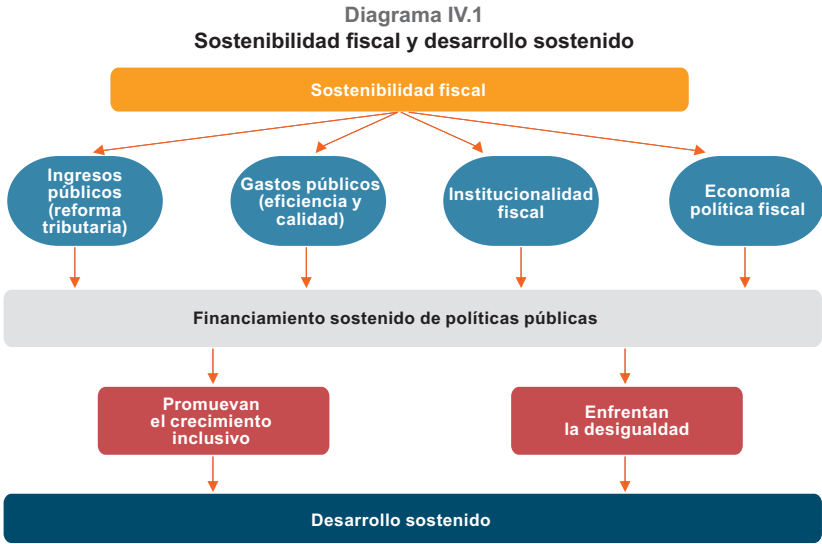 Diagrama IV.1
Sostenibilidad fiscal y desarrollo sostenido
Sostenibilidad fiscal
Ingresos
públicos
(reforma
tributaria)
Gastos públicos
(eficiencia y
calidad)
Institucionalidad
fiscal
Economía
política fiscal
Financiamiento sostenido de políticas públicas
Promuevan
el crecimiento
inclusivo
Enfrentan
la desigualdad
Desarrollo sostenido